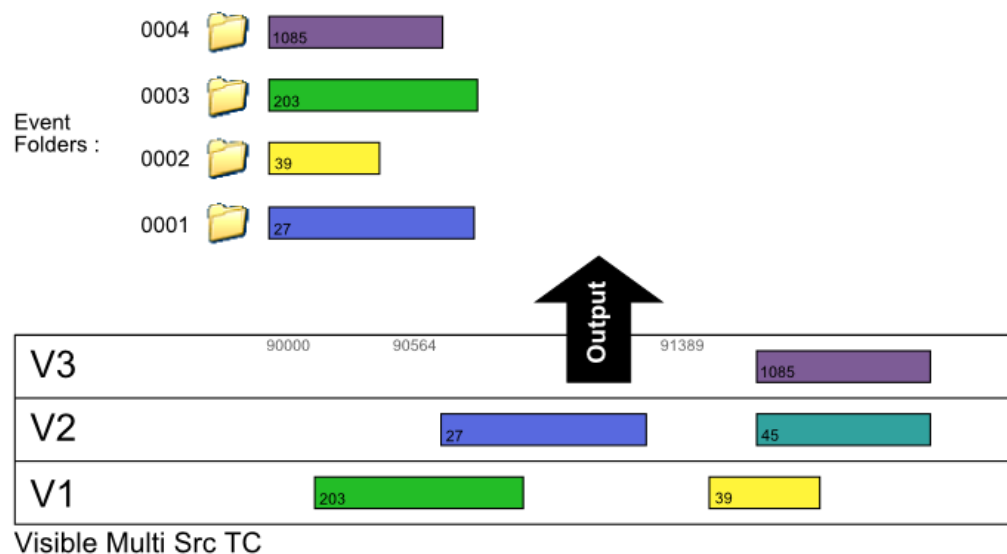 0004
1085
0003
203
Event
Folders :
0002
39
0001
27
Output
90000 90564 91389
V3
1085
V2
27
45
V1
203
39
Visible Multi Src TC